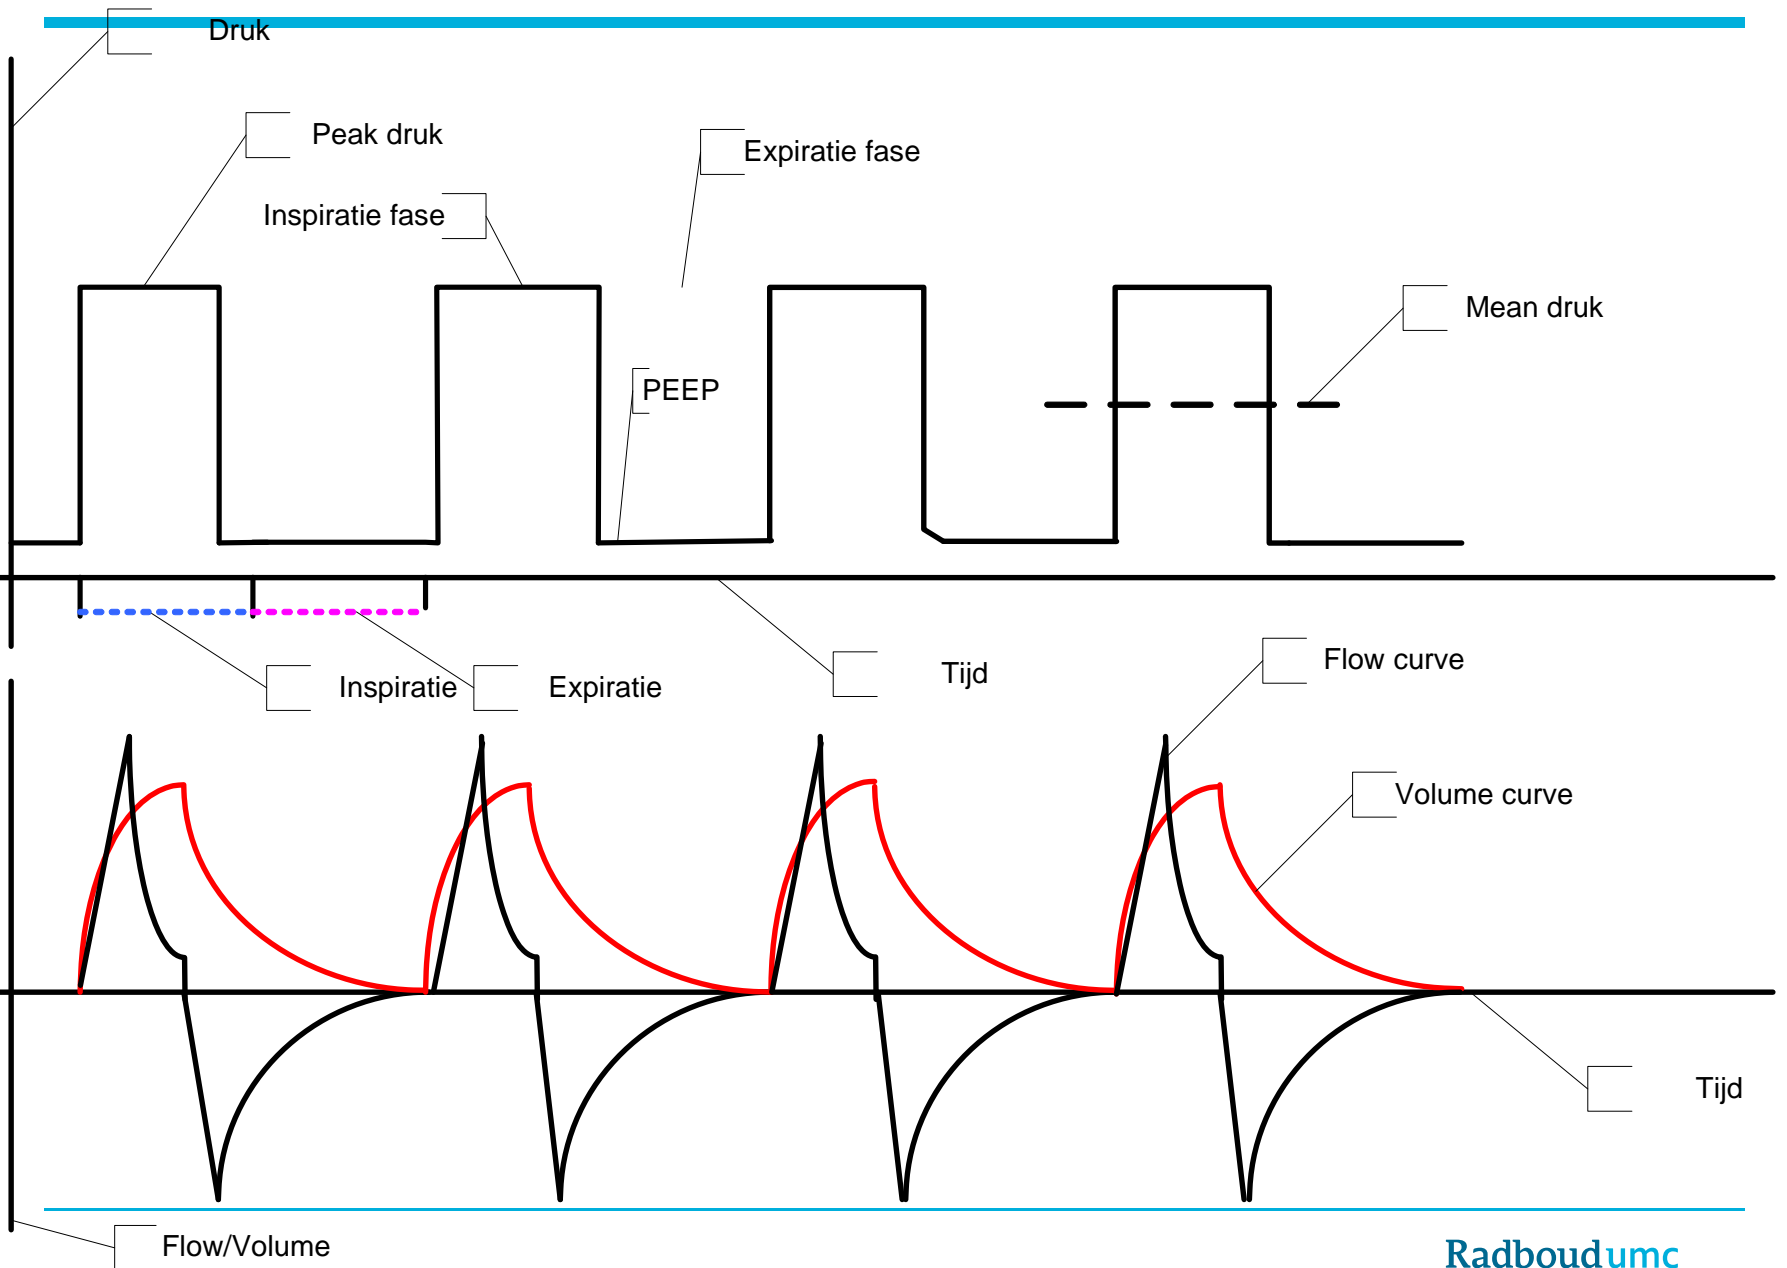 Druk
Peak druk
Expiratie fase
Inspiratie fase
Mean druk
PEEP
Inspiratie
Expiratie
Tijd
Flow curve
Volume curve
Tijd
Flow/Volume
Radboudumc